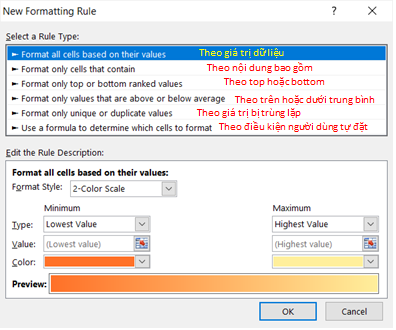 New Formatting Rule
Select a Rule Type:
► Format all cells based on their values Theo giá trị dữ liệu
► Format only cells that contain Theo nội dung bao gồm
► Format only top or bottom ranked values Theo top hoặc bottom
► Format only values that are above or below average Theo trên hoặc dưới trung bình
► Format only unique or duplicate values Theo giá trị bị trùng lặp
► Use a formula to determine which cells to format Theo điều kiện người dùng tự đặt
Edit the Rule Description:
Format all cells based on their values:
Format Style: 2-Color Scale
Minimum Maximum
Type: Lowest Value Highest Value
Value: (Lowest value) (Highest value)
Color:
Preview:
OK Cancel